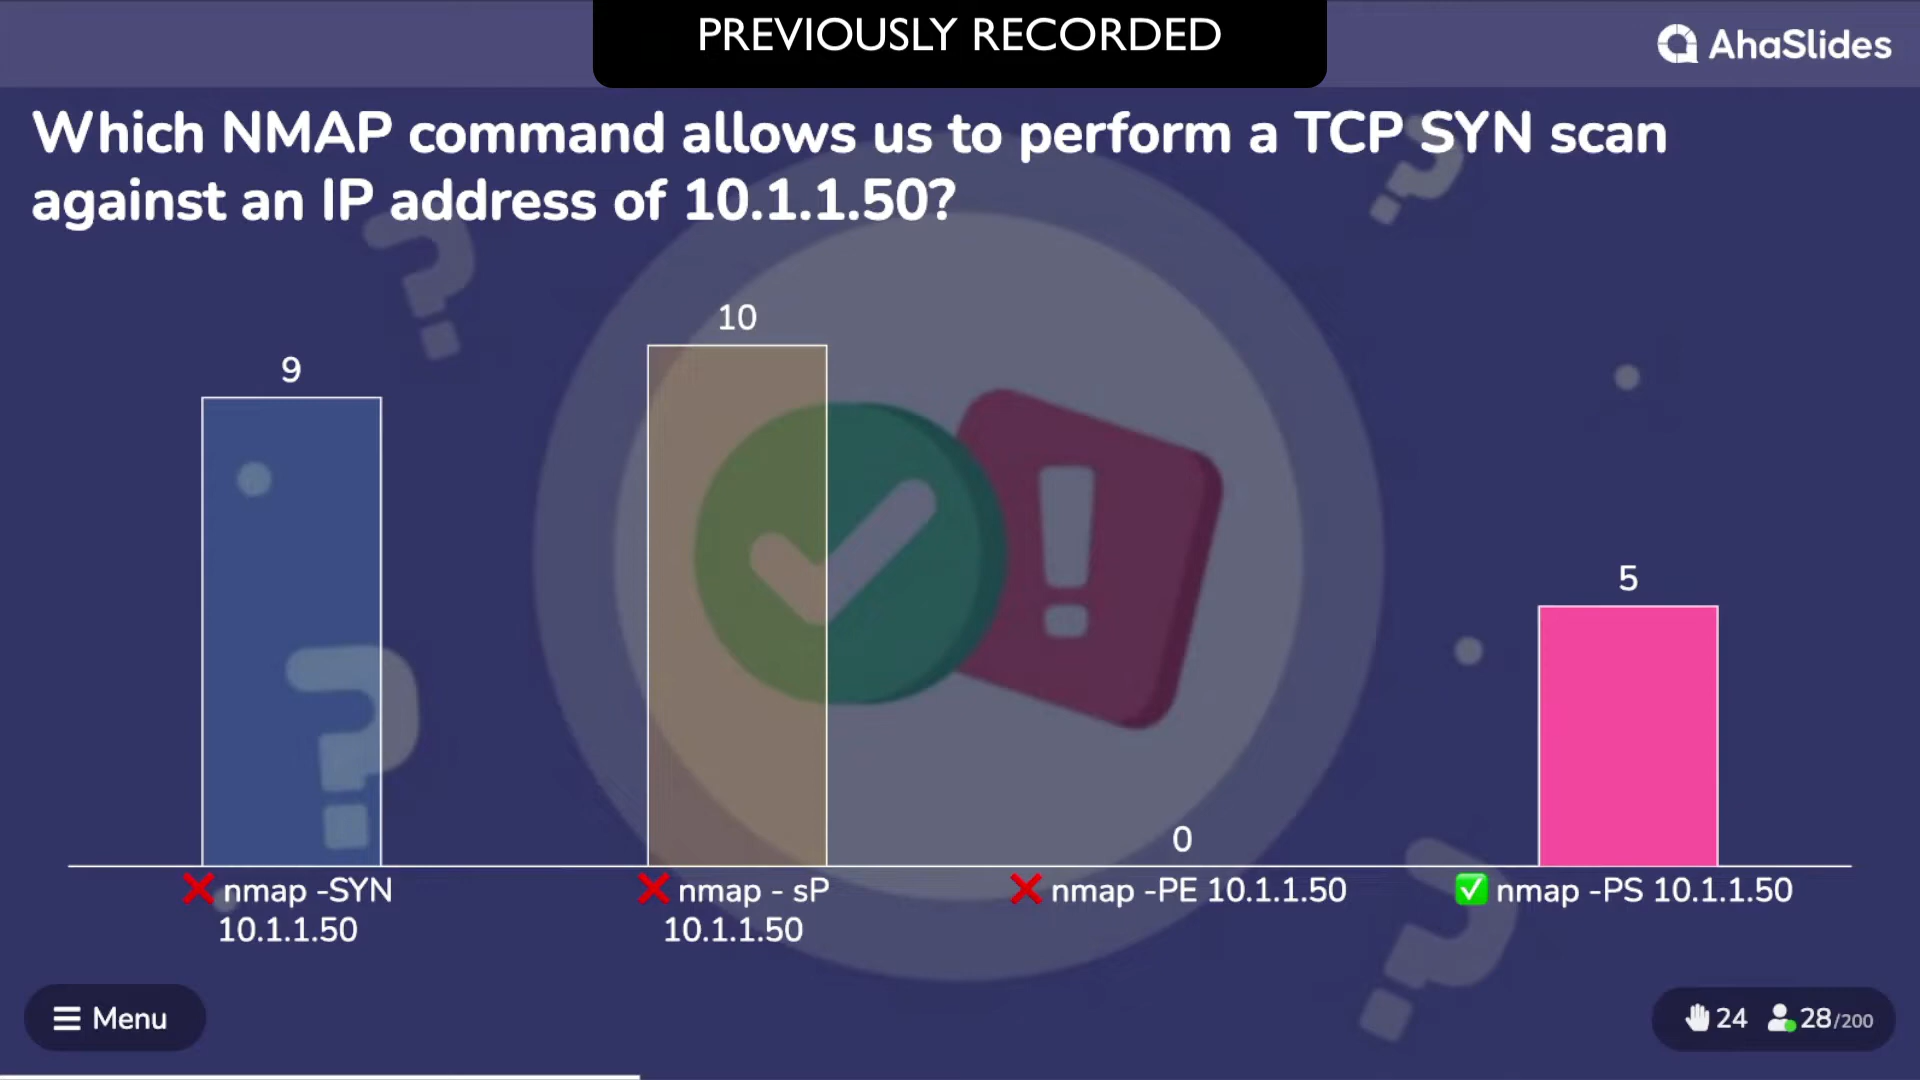 PREVIOUSLY RECORDED
AhaSlides
Which NMAP command allows us to perform a TCP SYN scan
against an IP address of 10.1.1.50?
9
10
0
5
❌ nmap -SYN
10.1.1.50
❌ nmap - sP
10.1.1.50
❌ nmap -PE 10.1.1.50
✅ nmap -PS 10.1.1.50
Menu
24 28/200